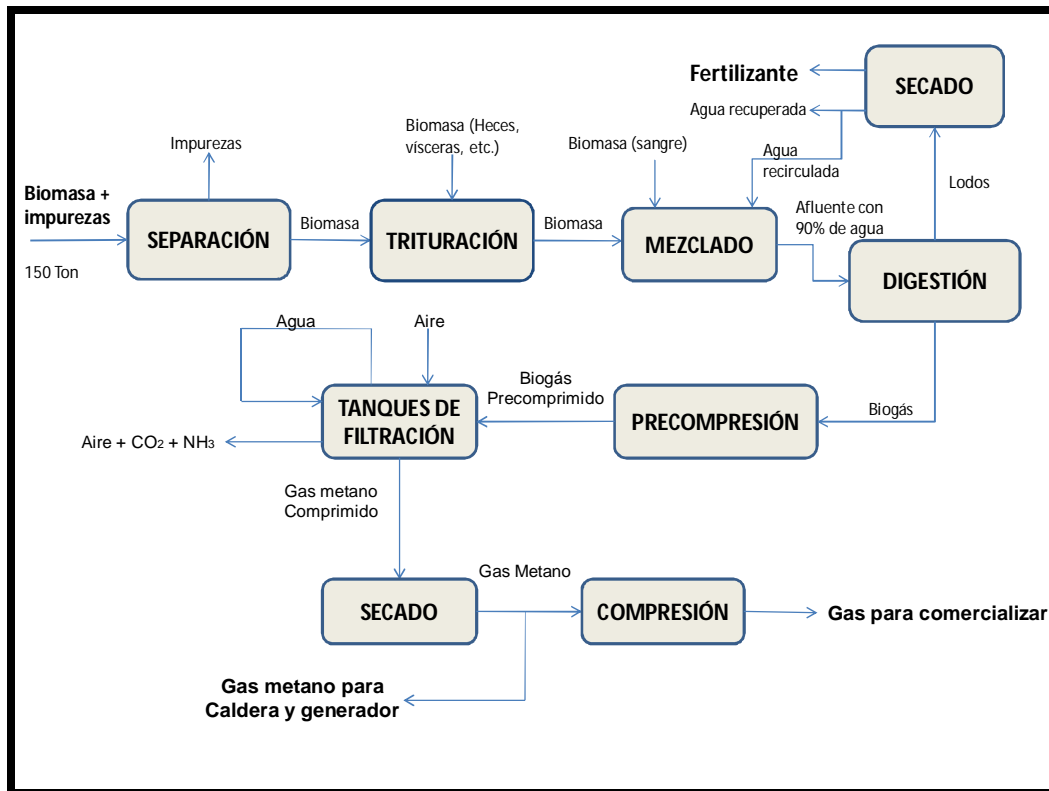 Fertilizante
SECADO
Agua recuperada
Biomasa (Heces,
vísceras, etc.)
Impurezas
Biomasa (sangre)
Agua
recirculada
Lodos
Biomasa +
impurezas
150 Ton
SEPARACIÓN
Biomasa
TRITURACIÓN
Biomasa
MEZCLADO
Afluente con
90% de agua
DIGESTIÓN
Agua
Aire
TANQUES DE
FILTRACIÓN
Biogás
Precomprimido
PRECOMPRESIÓN
Biogás
Aire + CO2 + NH3
Gas metano
Comprimido
SECADO
Gas Metano
COMPRESIÓN
Gas para comercializar
Gas metano para
Caldera y generador